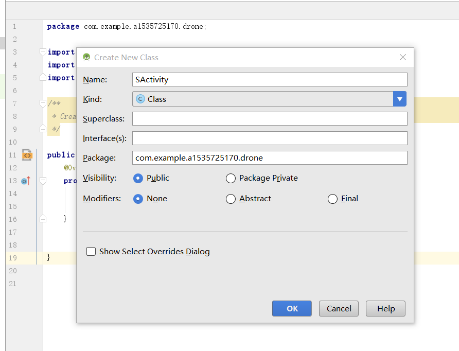 1 package com.example.a1535725170.drone
2
3 import
4 import
5 import
6
7 /**
8 * Crea
9 */
10
11 public
12
13 pro
14
15
16 }
17
18
19 }
20
21
Create New Class
Name: SActivity
Kind: Class
Superclass:
Interface(s):
Package: com.example.a1535725170.drone
Visibility: Public Package Private
Modifiers: None Abstract Final
Show Select Overrides Dialog
OK Cancel Help